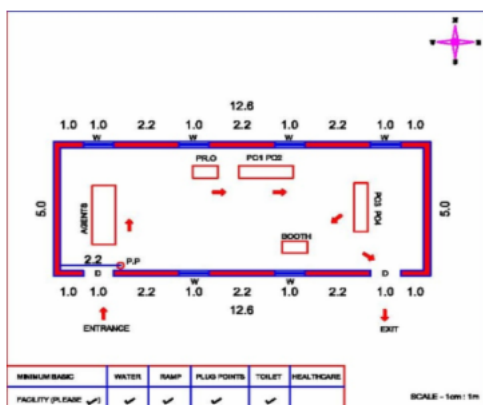 N
W E
S
12.6
1.0 1.0 2.2 1.0 2.2 1.0 2.2 1.0 1.0
W W W W
PR.O PO1 PO2
AGENTS
PO3 PO4
5.0 5.0
BOOTH
2.2 P.P
D D
1.0 1.0 2.2 1.0 2.2 1.0 2.2 1.0 1.0
W W
12.6
ENTRANCE EXIT
MINIMUM BASIC WATER RAMP PLUG POINTS TOILET HEALTHCARE
FACILITY (PLEASE ✓) ✓ ✓ ✓ ✓
SCALE - 1cm : 1m